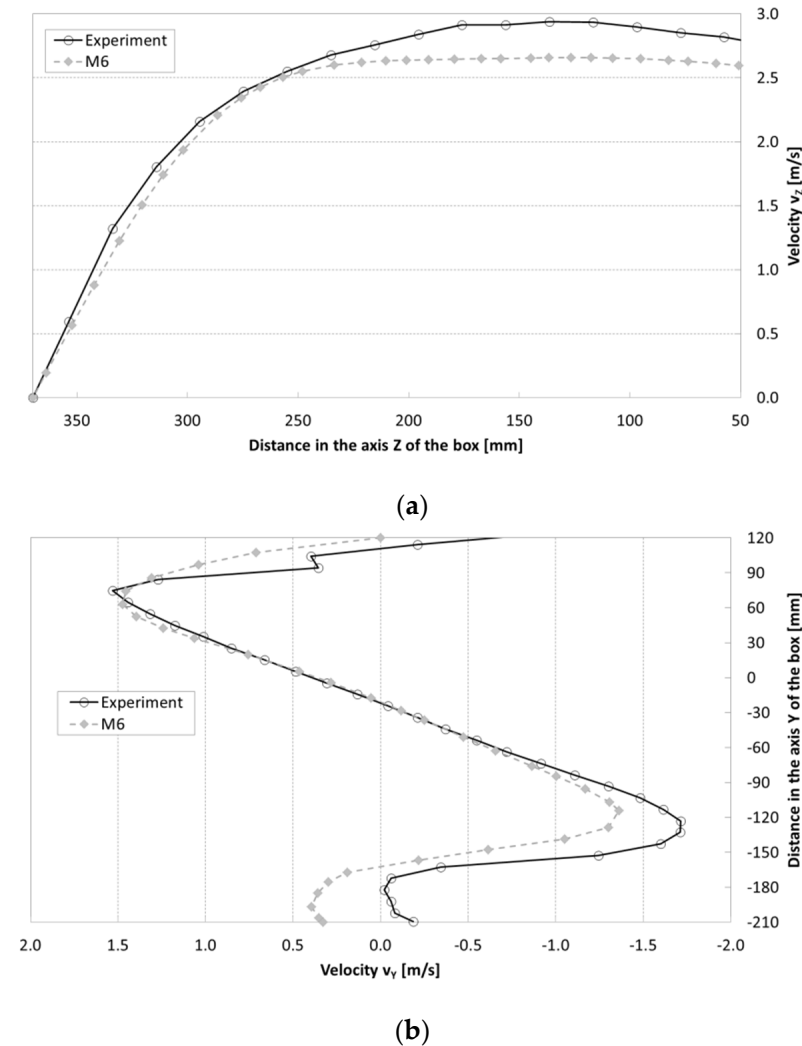 3.0
2.5
2.0
1.5
1.0
0.5
0.0
Velocity vZ [m/s]
Experiment
M6
350 300 250 200 150 100 50
Distance in the axis Z of the box [mm]
(a)
120
90
60
30
0
-30
-60
-90
-120
-150
-180
-210
Distance in the axis Y of the box [mm]
Experiment
M6
2.0 1.5 1.0 0.5 0.0 -0.5 -1.0 -1.5 -2.0
Velocity vY [m/s]
(b)